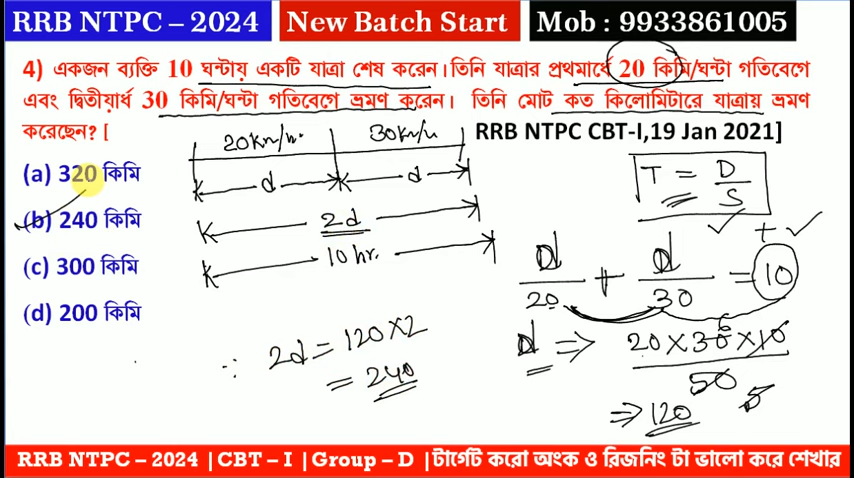 RRB NTPC – 2024 New Batch Start Mob : 9933861005
4) একজন ব্যক্তি 10 ঘন্টায় একটি যাত্রা শেষ করেন। তিনি যাত্রার প্রথমার্ধে 20 কিমি/ঘন্টা গতিবেগে
এবং দ্বিতীয়ার্ধ 30 কিমি/ঘন্টা গতিবেগে ভ্রমণ করেন। তিনি মোট কত কিলোমিটারে যাত্রায় ভ্রমণ
করেছেন? [ RRB NTPC CBT-I,19 Jan 2021]
20Km/h. 30Km/h
(a) 320 কিমি
d d
T = D/S
(b) 240 কিমি
2d
10 hr.
d/20 + d/30 = 10
(c) 300 কিমি
(d) 200 কিমি
∵ 2d = 120×2
= 240
d ⇒ 20×30×10/50
6
5
⇒ 120
RRB NTPC – 2024 |CBT – I |Group – D |টার্গেট করো অংক ও রিজনিং টা ভালো করে শেখার